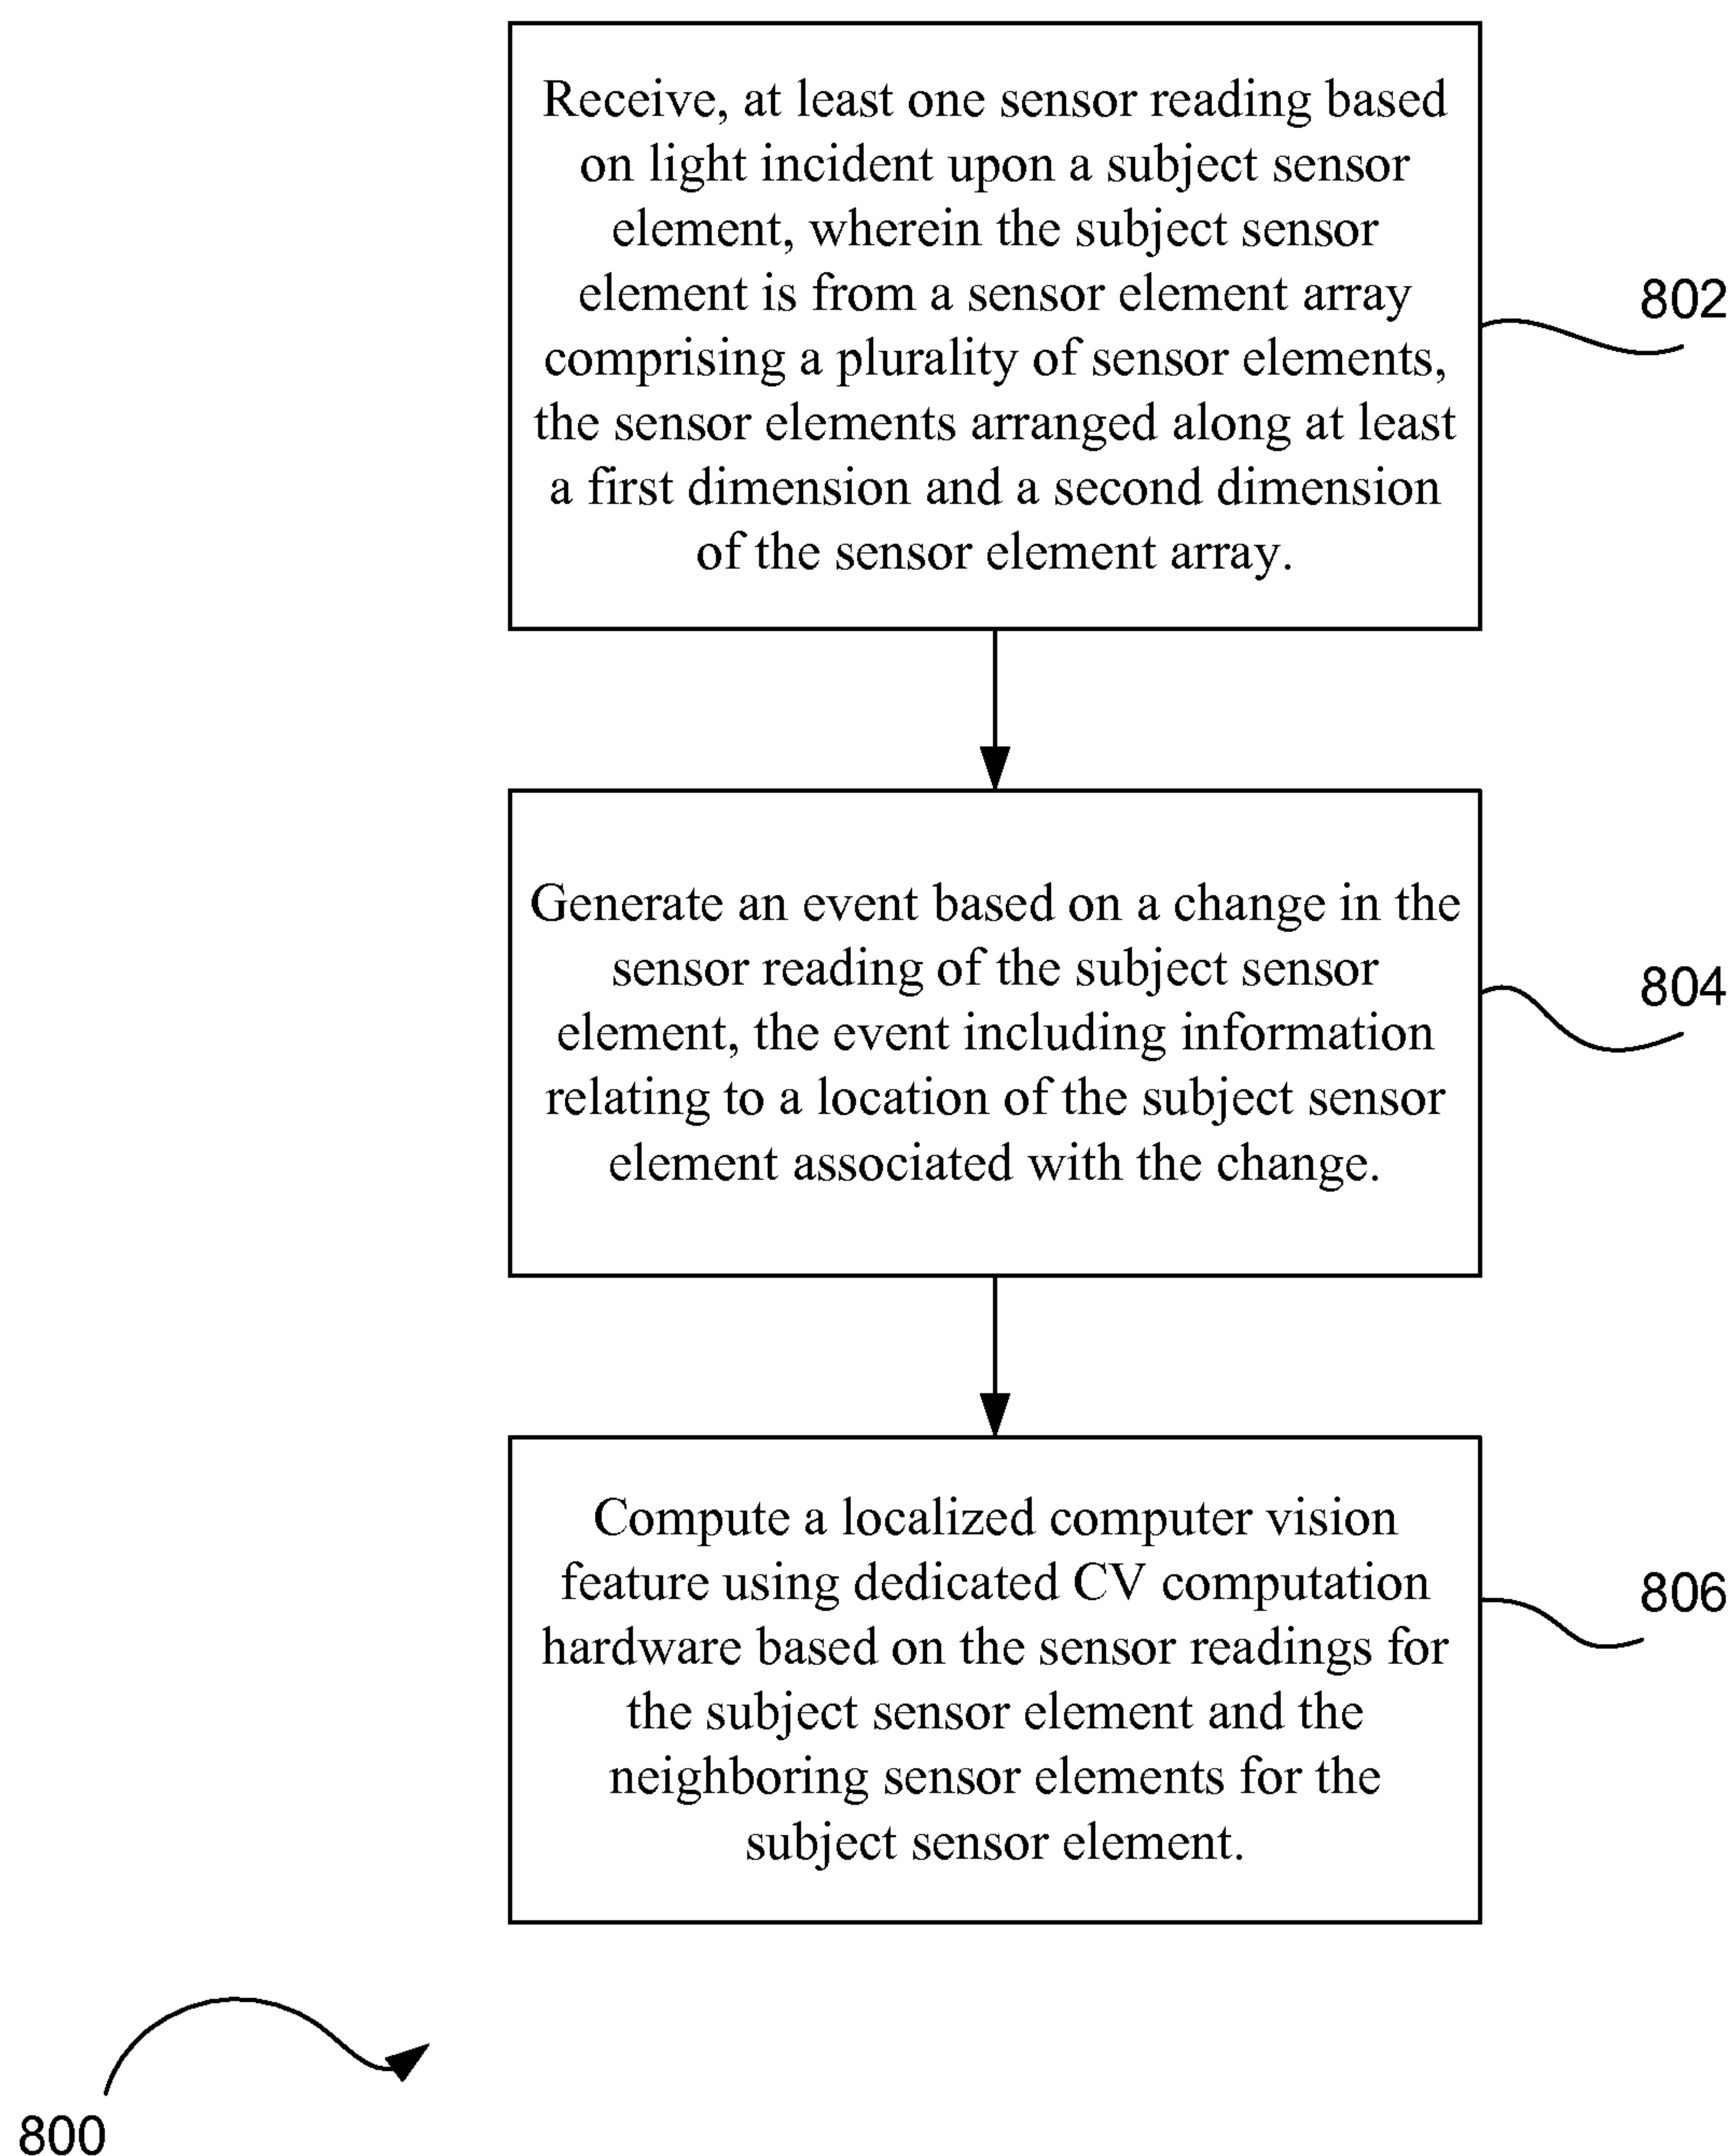 Receive, at least one sensor reading based
on light incident upon a subject sensor
element, wherein the subject sensor
element is from a sensor element array
comprising a plurality of sensor elements,
the sensor elements arranged along at least
a first dimension and a second dimension
of the sensor element array.
802
Generate an event based on a change in the
sensor reading of the subject sensor
element, the event including information
relating to a location of the subject sensor
element associated with the change.
804
Compute a localized computer vision
feature using dedicated CV computation
hardware based on the sensor readings for
the subject sensor element and the
neighboring sensor elements for the
subject sensor element.
806
800